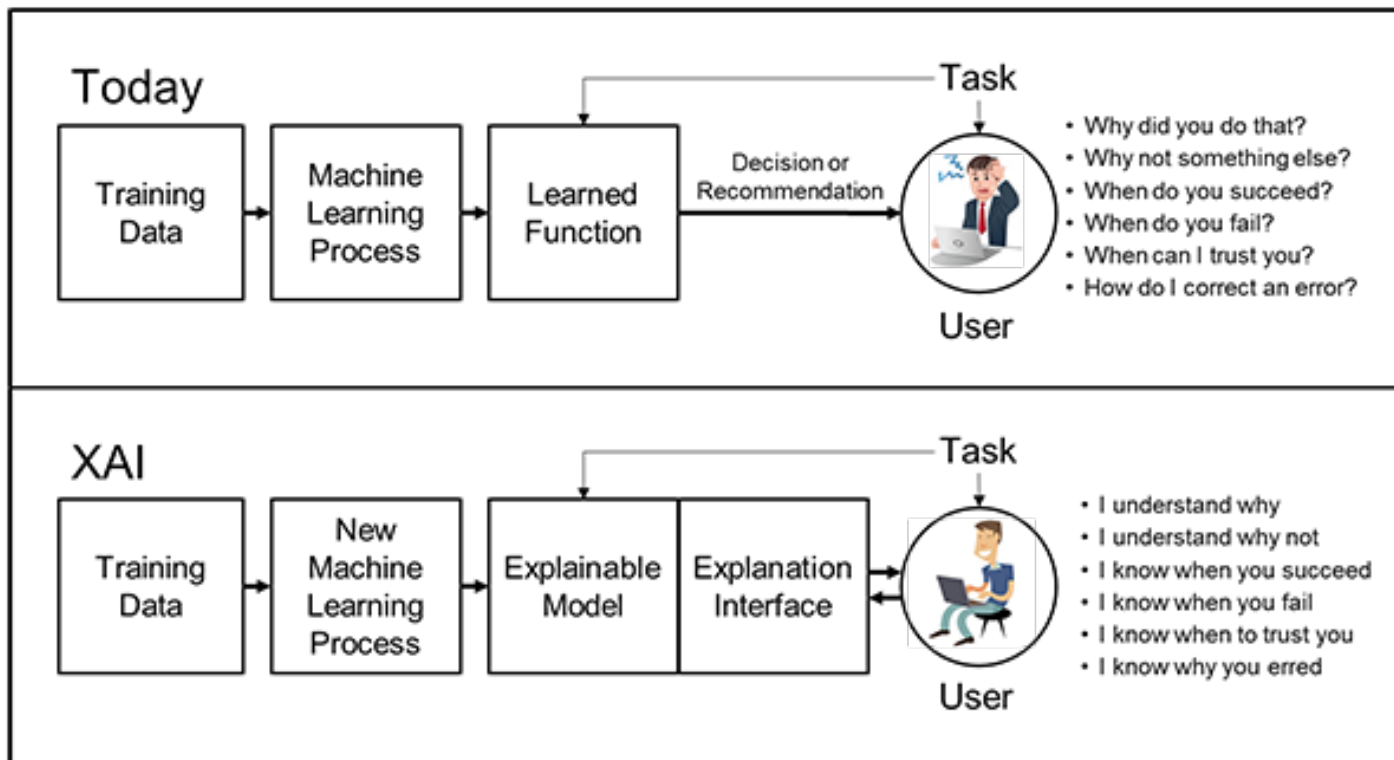 Today
Task
Training
Data
Machine
Learning
Process
Learned
Function
Decision or
Recommendation
User
• Why did you do that?
• Why not something else?
• When do you succeed?
• When do you fail?
• When can I trust you?
• How do I correct an error?
XAI
Task
Training
Data
New
Machine
Learning
Process
Explainable
Model
Explanation
Interface
User
• I understand why
• I understand why not
• I know when you succeed
• I know when you fail
• I know when to trust you
• I know why you erred